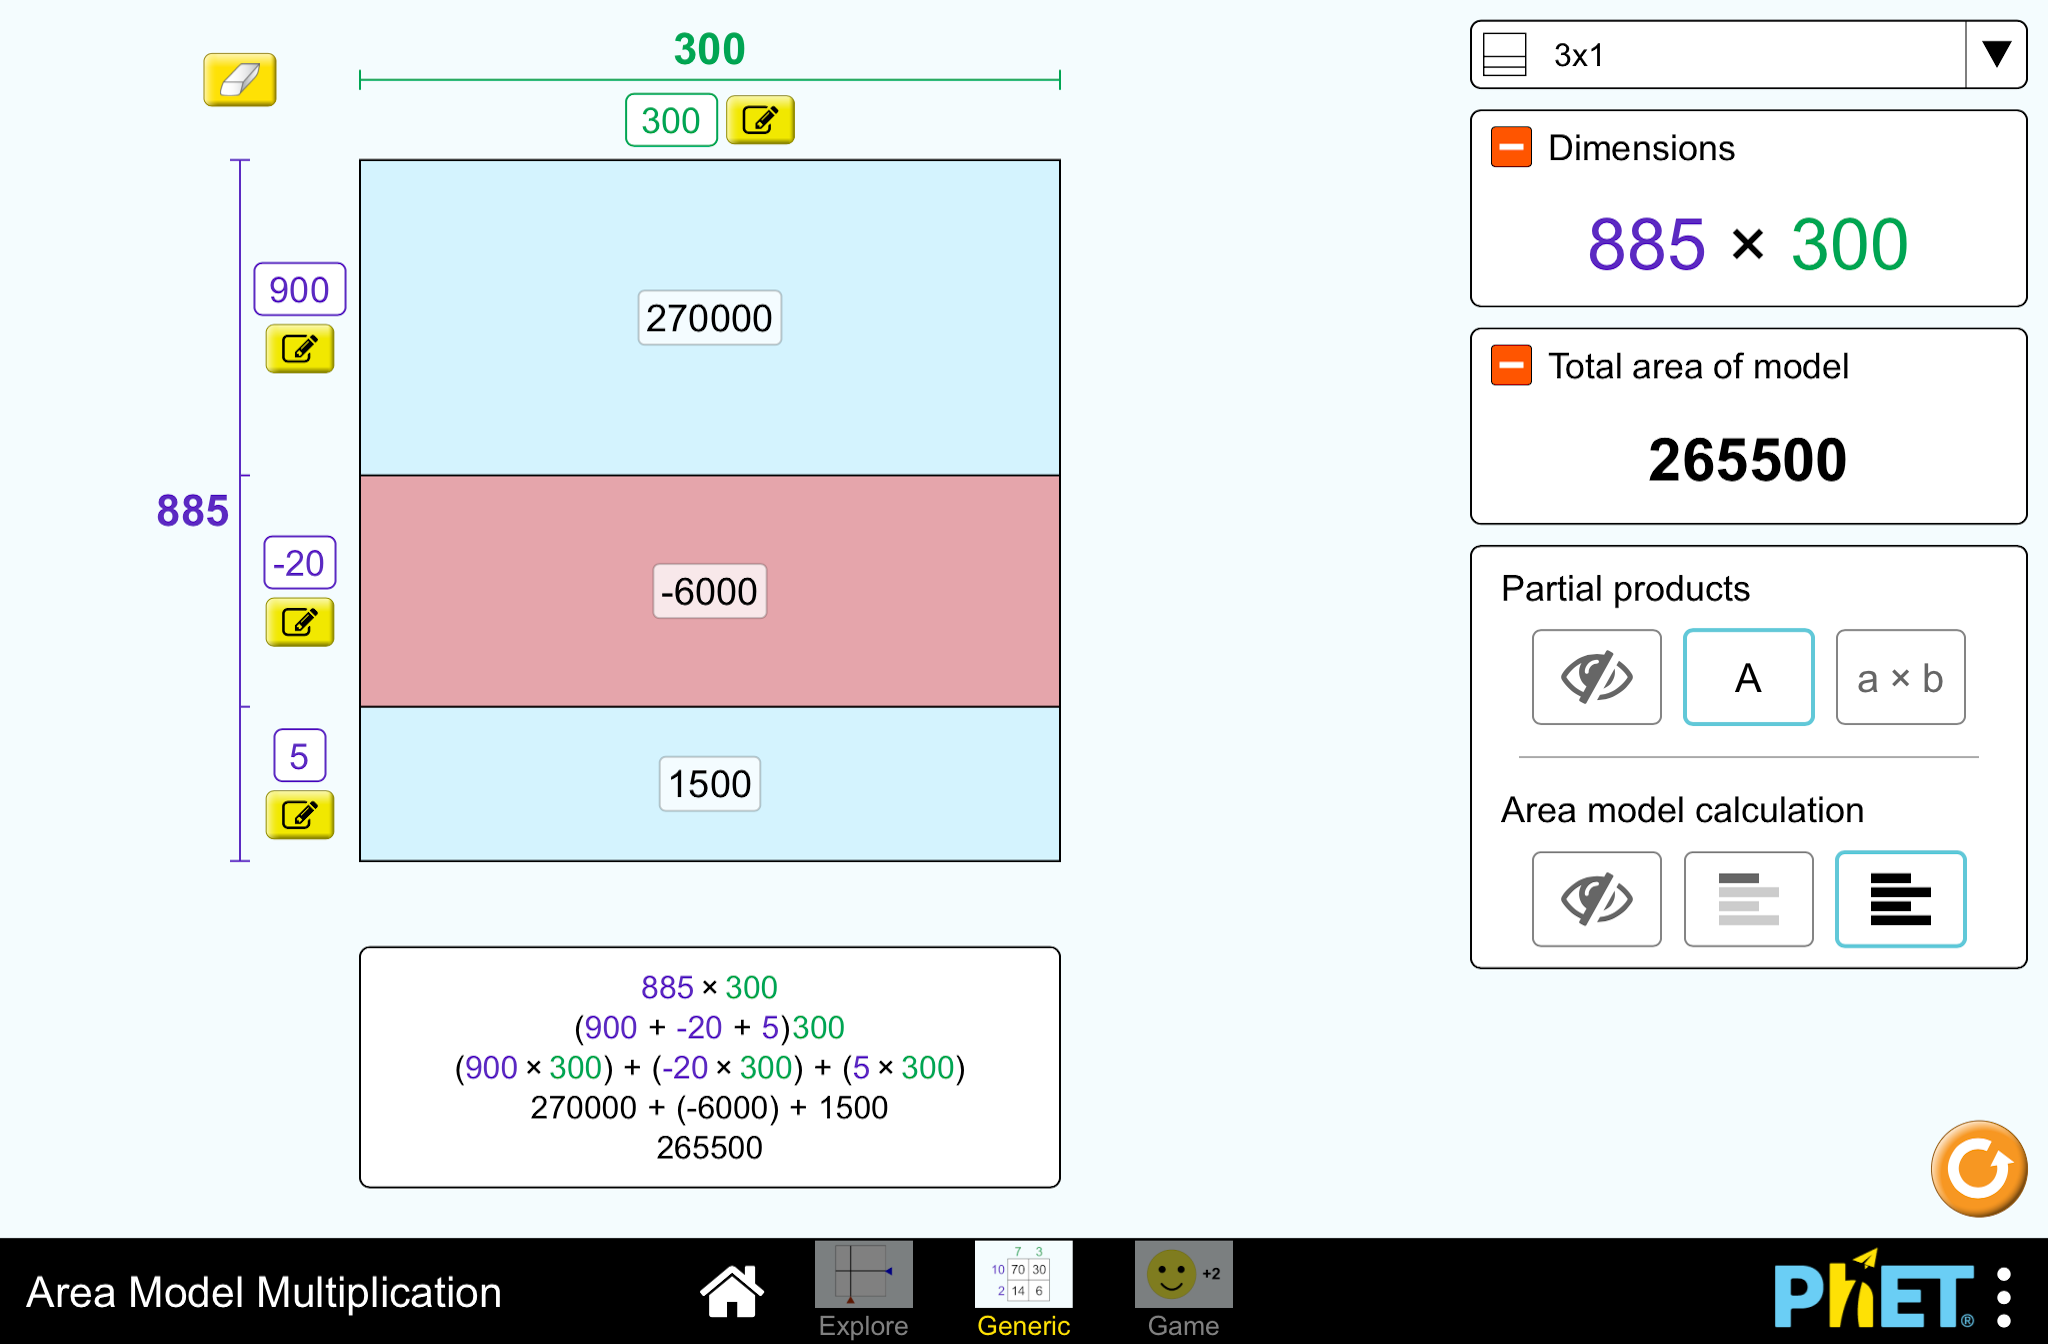 300
300
3x1
Dimensions
885 × 300
900
270000
Total area of model
265500
885
-20
-6000
Partial products
A
a × b
5
1500
Area model calculation
885 × 300
(900 + -20 + 5)300
(900 × 300) + (-20 × 300) + (5 × 300)
270000 + (-6000) + 1500
265500
Area Model Multiplication
Explore
7 3
10 70 30
2 14 6
Generic
+2
Game
PhET®